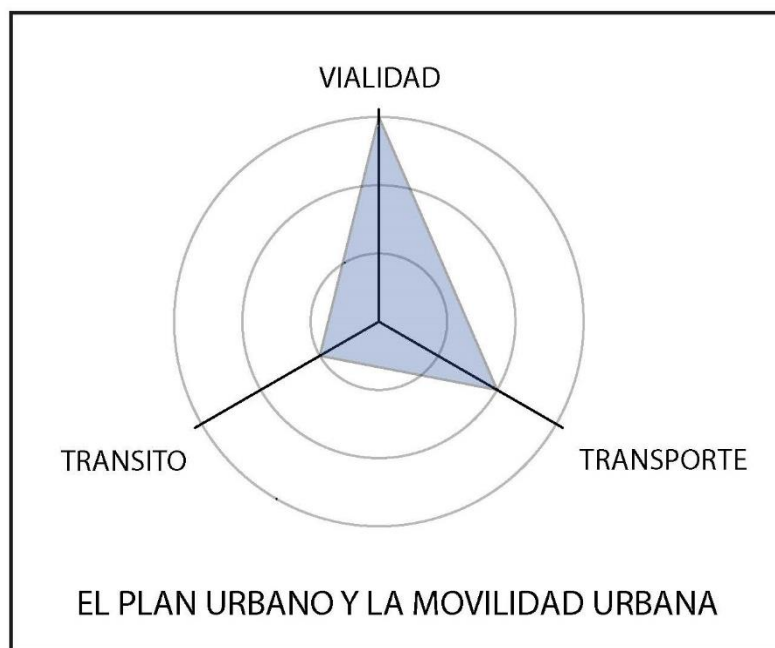 VIALIDAD
TRANSITO
TRANSPORTE
EL PLAN URBANO Y LA MOVILIDAD URBANA